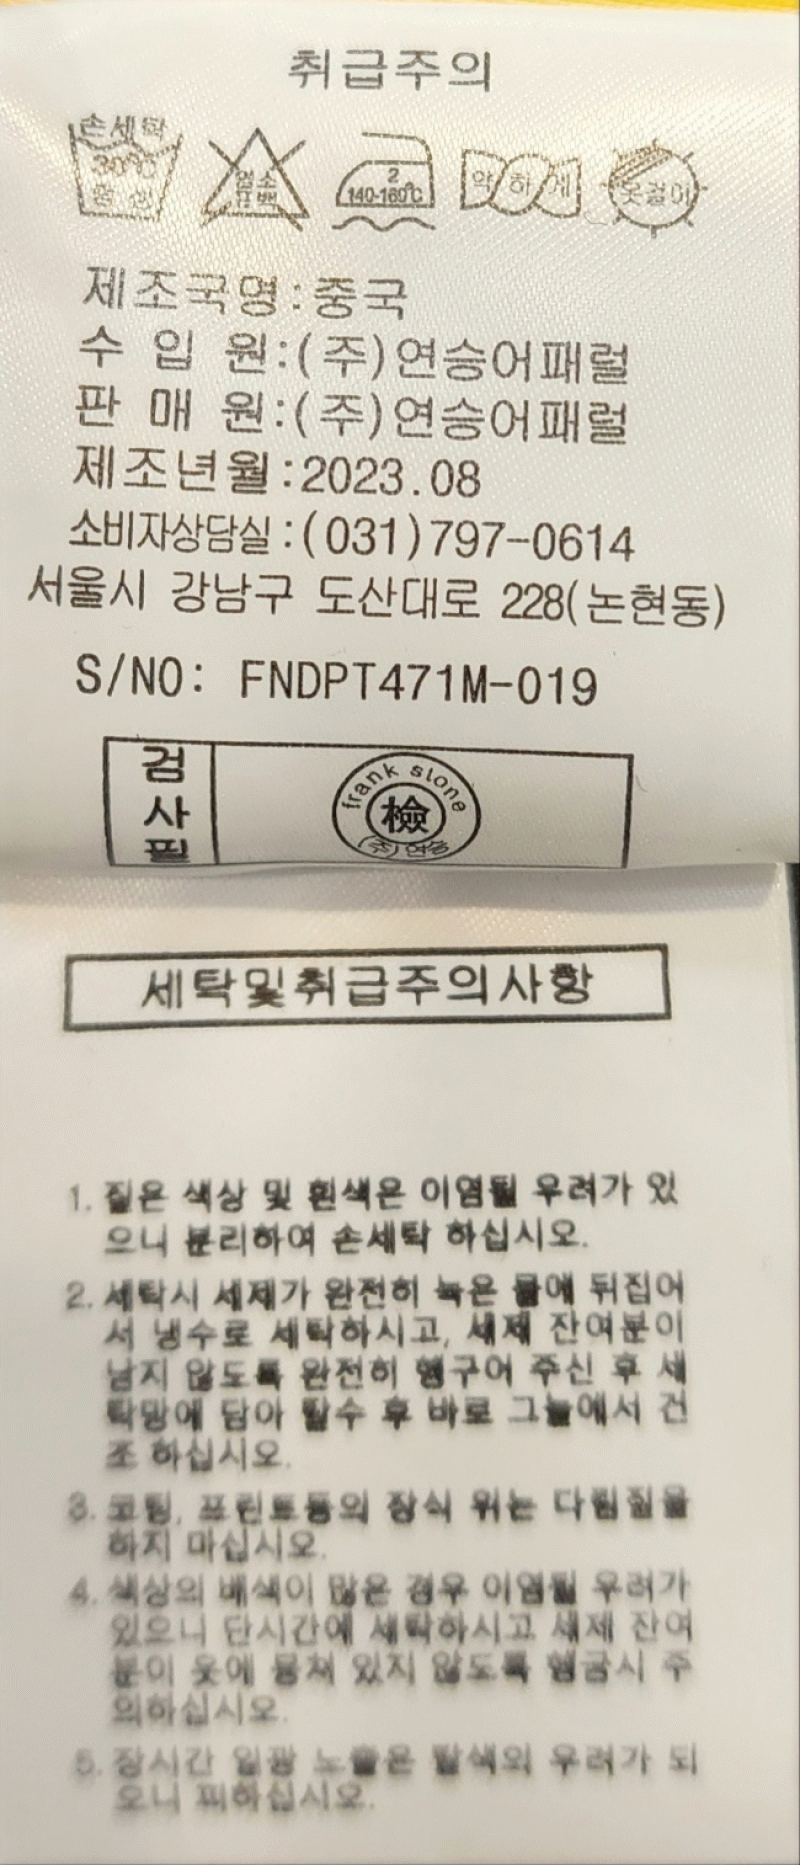 취급주의
손세탁
30℃
중성
염소
표백
2
140-160℃
약하게
옷걸이
제조국명:중국
수 입 원:(주)연승어패럴
판 매 원:(주)연승어패럴
제조년월:2023.08
소비자상담실:(031)797-0614
서울시 강남구 도산대로 228(논현동)
S/NO: FNDPT471M-019
검
사
필
frank stone
檢
(주)연승
세탁및취급주의사항
1. 짙은 색상 및 흰색은 이염될 우려가 있
으니 분리하여 손세탁 하십시오.
2. 세탁시 세제가 완전히 녹은 물에 뒤집어
서 냉수로 세탁하시고, 세제 잔여분이
남지 않도록 완전히 헹구어 주신 후 세
탁망에 담아 탈수 후 바로 그늘에서 건
조 하십시오.
3. 코팅, 프린트등의 장식 위는 다림질을
하지 마십시오.
4. 색상의 배색이 많은 경우 이염될 우려가
있으니 단시간에 세탁하시고 세제 잔여
분이 옷에 뭉쳐 있지 않도록 헹굼시 주
의하십시오.
5. 장시간 일광 노출은 탈색의 우려가 되
오니 피하십시오.